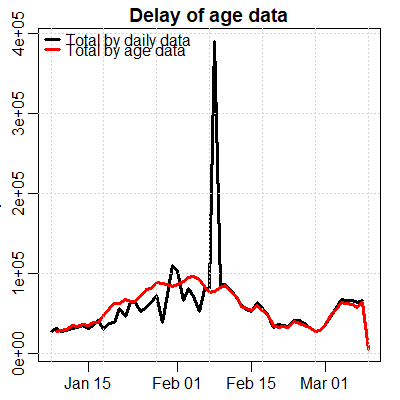 Delay of age data
Total by daily data
Total by age data
4e+05
3e+05
2e+05
1e+05
0e+00
Jan 15
Feb 01
Feb 15
Mar 01